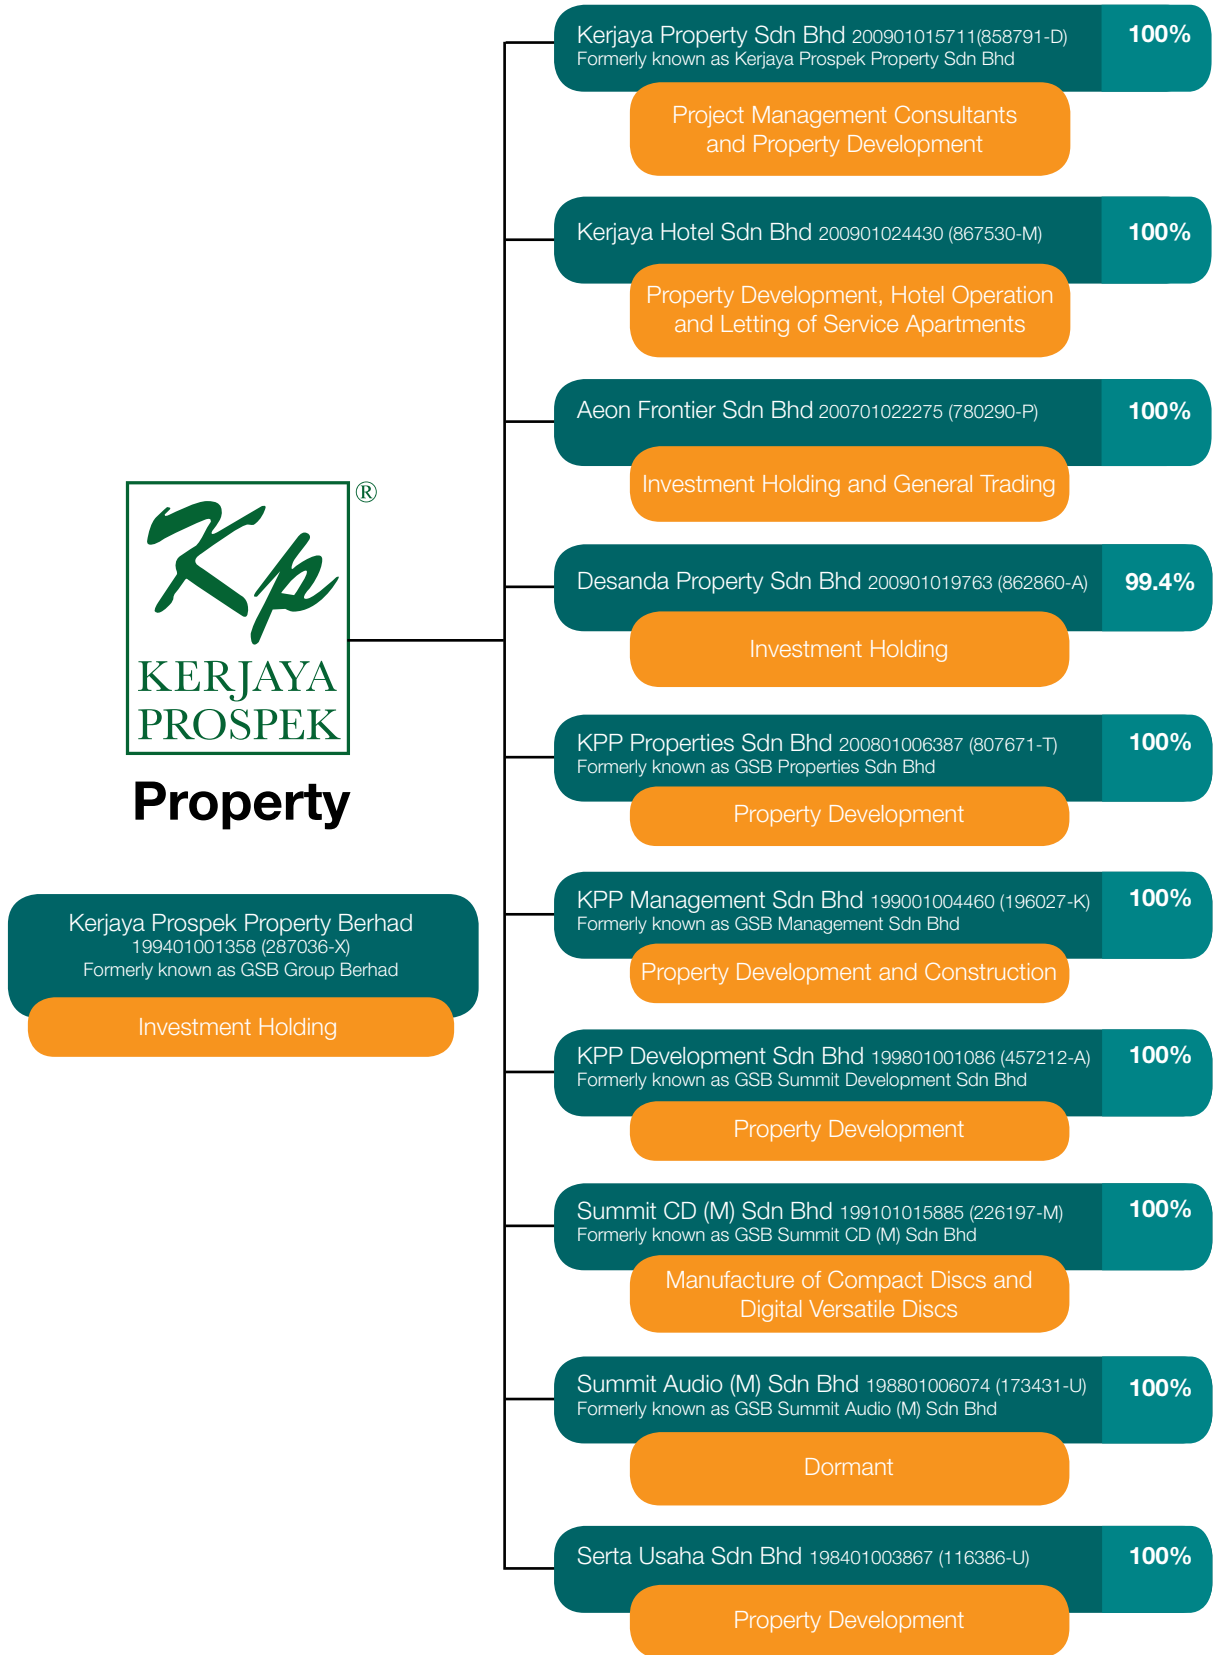 Kp
®
KERJAYA
PROSPEK
Property
Kerjaya Prospek Property Berhad
199401001358 (287036-X)
Formerly known as GSB Group Berhad
Investment Holding
Kerjaya Property Sdn Bhd 200901015711(858791-D) 100%
Formerly known as Kerjaya Prospek Property Sdn Bhd
Project Management Consultants
and Property Development
Kerjaya Hotel Sdn Bhd 200901024430 (867530-M) 100%
Property Development, Hotel Operation
and Letting of Service Apartments
Aeon Frontier Sdn Bhd 200701022275 (780290-P) 100%
Investment Holding and General Trading
Desanda Property Sdn Bhd 200901019763 (862860-A) 99.4%
Investment Holding
KPP Properties Sdn Bhd 200801006387 (807671-T) 100%
Formerly known as GSB Properties Sdn Bhd
Property Development
KPP Management Sdn Bhd 199001004460 (196027-K) 100%
Formerly known as GSB Management Sdn Bhd
Property Development and Construction
KPP Development Sdn Bhd 199801001086 (457212-A) 100%
Formerly known as GSB Summit Development Sdn Bhd
Property Development
Summit CD (M) Sdn Bhd 199101015885 (226197-M) 100%
Formerly known as GSB Summit CD (M) Sdn Bhd
Manufacture of Compact Discs and
Digital Versatile Discs
Summit Audio (M) Sdn Bhd 198801006074 (173431-U) 100%
Formerly known as GSB Summit Audio (M) Sdn Bhd
Dormant
Serta Usaha Sdn Bhd 198401003867 (116386-U) 100%
Property Development